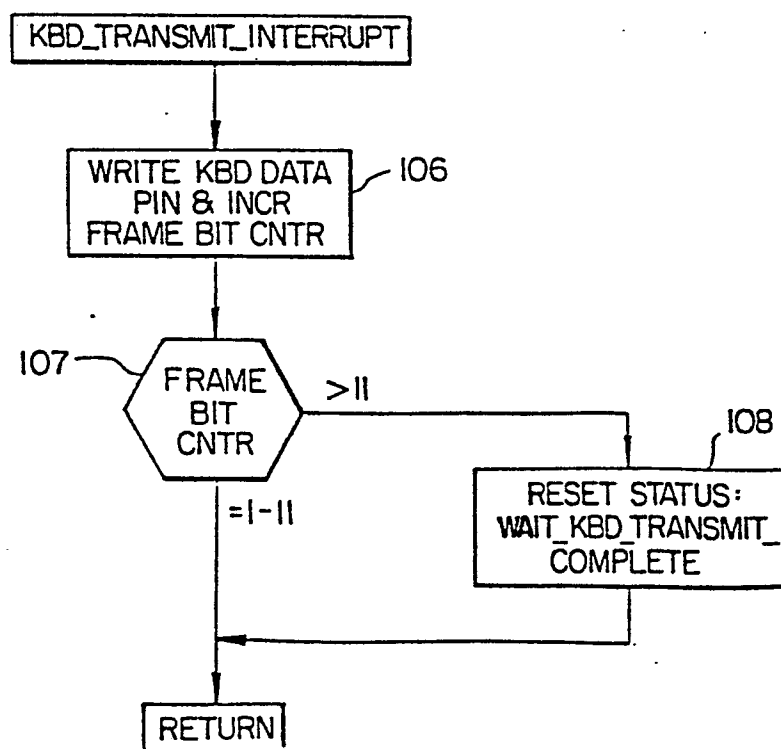 KBD_TRANSMIT_INTERRUPT
WRITE KBD DATA
PIN & INCR
FRAME BIT CNTR
106
107
FRAME
BIT
CNTR
>11
=1-11
108
RESET STATUS:
WAIT_KBD_TRANSMIT_
COMPLETE
RETURN